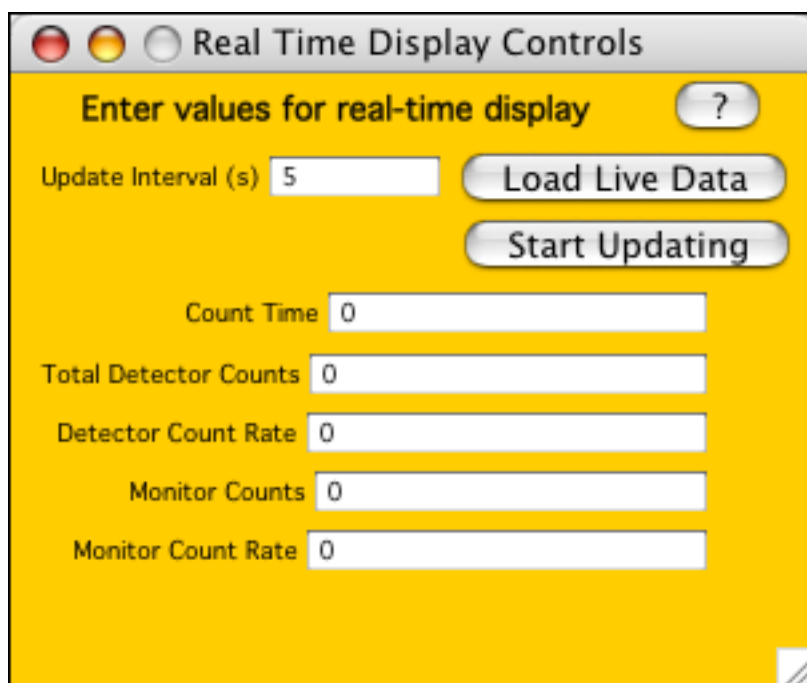 Real Time Display Controls
Enter values for real-time display ?
Update Interval (s) 5 Load Live Data
Start Updating
Count Time 0
Total Detector Counts 0
Detector Count Rate 0
Monitor Counts 0
Monitor Count Rate 0